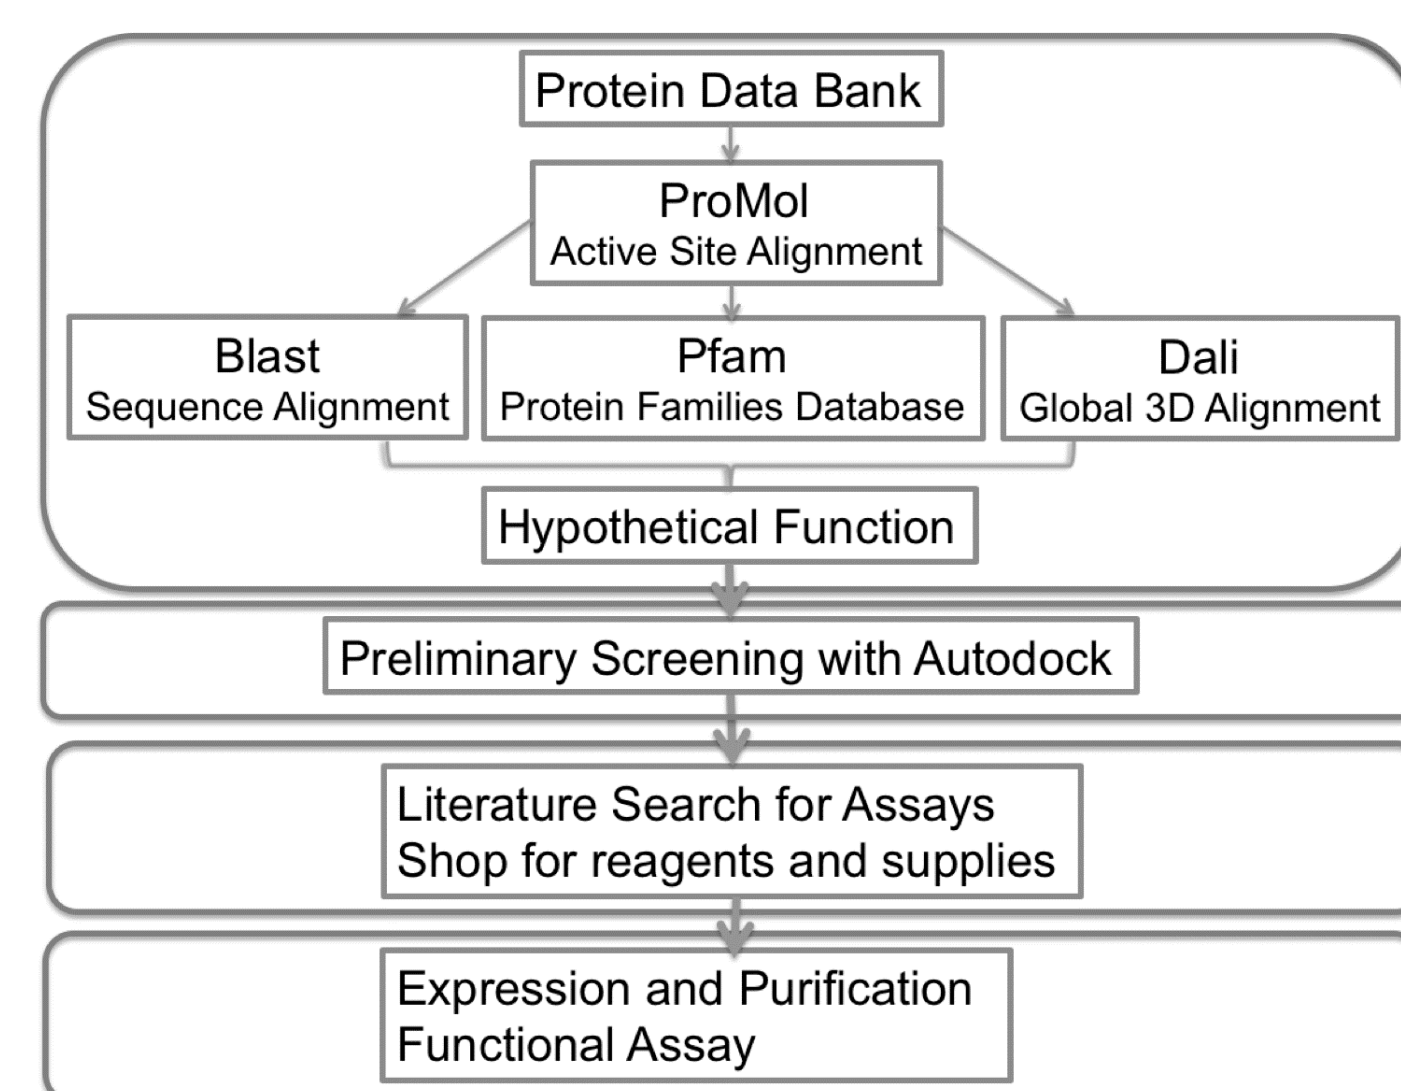 Protein Data Bank
ProMol
Active Site Alignment
Blast
Sequence Alignment
Pfam
Protein Families Database
Dali
Global 3D Alignment
Hypothetical Function
Preliminary Screening with Autodock
Literature Search for Assays
Shop for reagents and supplies
Expression and Purification
Functional Assay